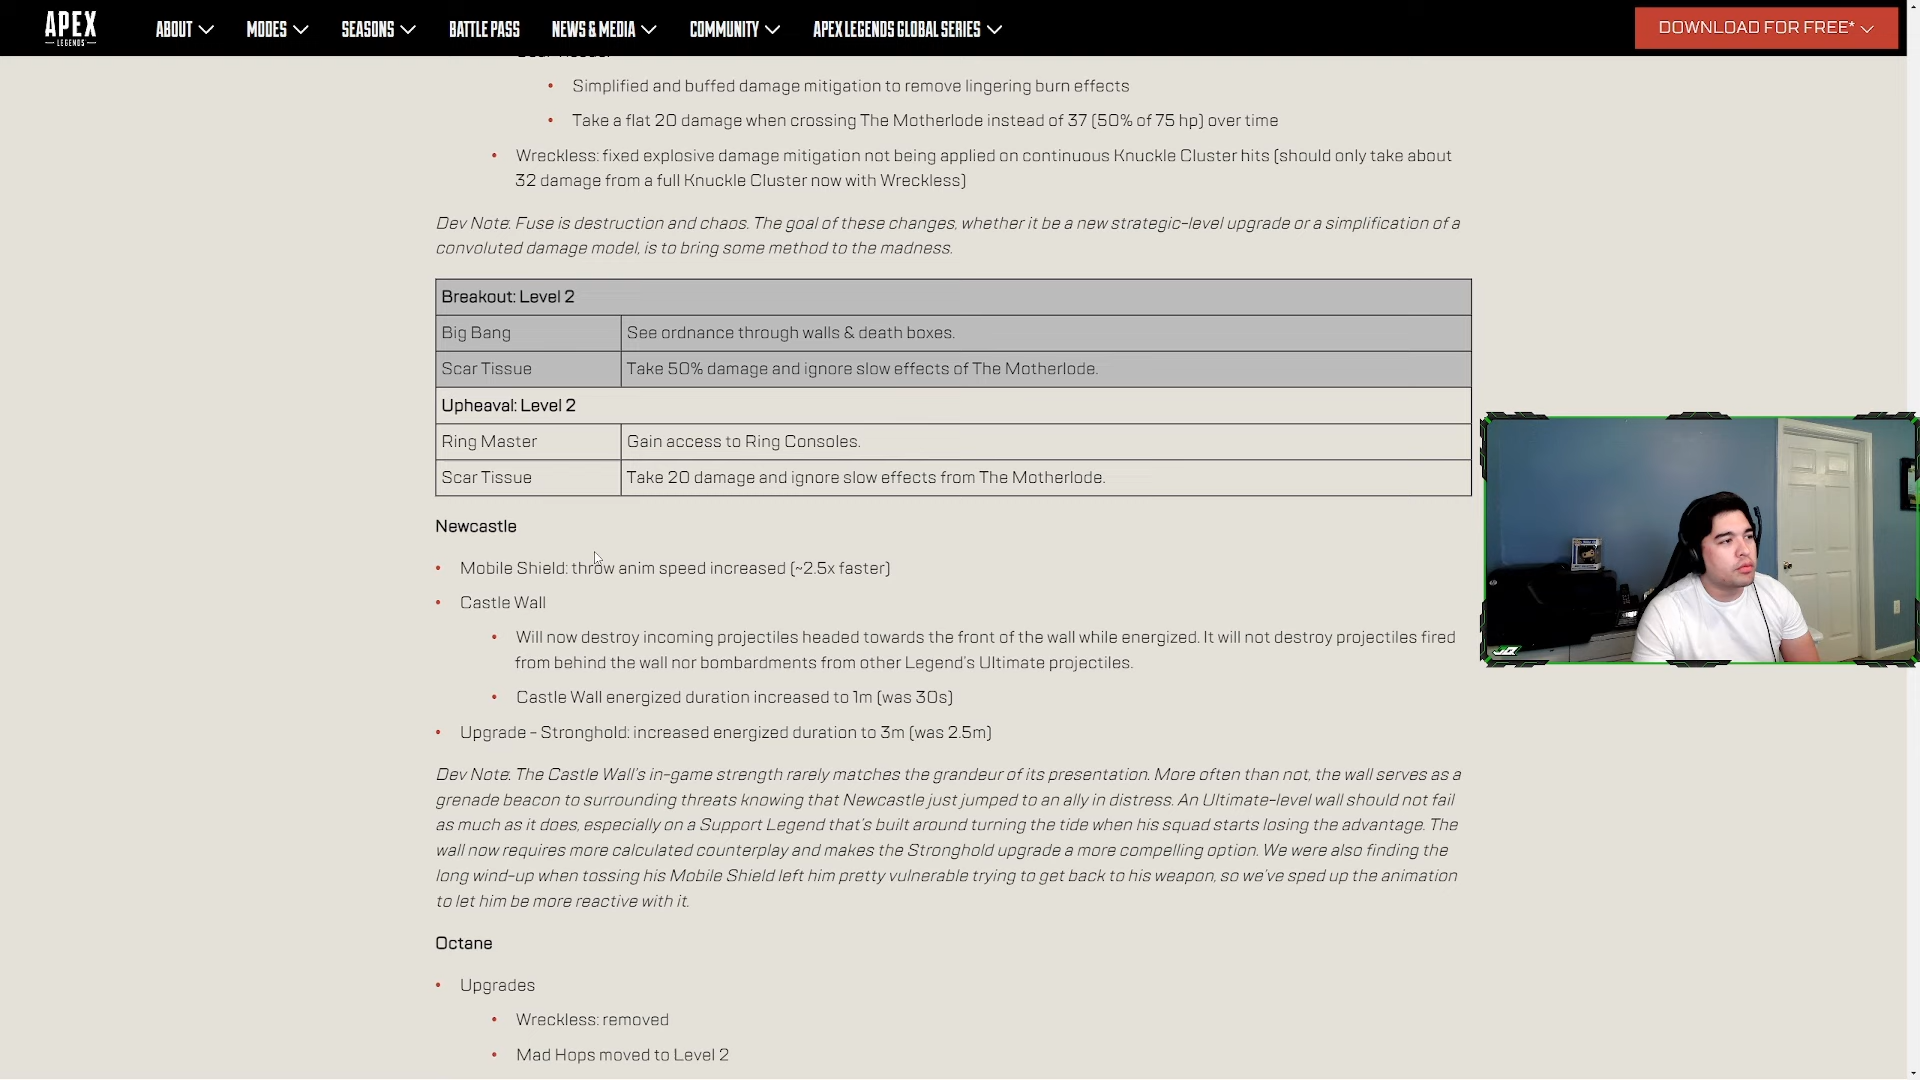 APEX
LEGENDS
ABOUT
MODES
SEASONS
BATTLE PASS
NEWS & MEDIA
COMMUNITY
APEX LEGENDS GLOBAL SERIES
DOWNLOAD FOR FREE*
• Simplified and buffed damage mitigation to remove lingering burn effects
• Take a flat 20 damage when crossing The Motherlode instead of 37 (50% of 75 hp) over time
• Wreckless: fixed explosive damage mitigation not being applied on continuous Knuckle Cluster hits (should only take about
32 damage from a full Knuckle Cluster now with Wreckless)
Dev Note: Fuse is destruction and chaos. The goal of these changes, whether it be a new strategic-level upgrade or a simplification of a
convoluted damage model, is to bring some method to the madness.
Breakout: Level 2
Big Bang See ordnance through walls & death boxes.
Scar Tissue Take 50% damage and ignore slow effects of The Motherlode.
Upheaval: Level 2
Ring Master Gain access to Ring Consoles.
Scar Tissue Take 20 damage and ignore slow effects from The Motherlode.
Newcastle
• Mobile Shield: throw anim speed increased (~2.5x faster)
• Castle Wall
• Will now destroy incoming projectiles headed towards the front of the wall while energized. It will not destroy projectiles fired
from behind the wall nor bombardments from other Legend's Ultimate projectiles.
• Castle Wall energized duration increased to 1m (was 30s)
• Upgrade – Stronghold: increased energized duration to 3m (was 2.5m)
Dev Note: The Castle Wall's in-game strength rarely matches the grandeur of its presentation. More often than not, the wall serves as a
grenade beacon to surrounding threats knowing that Newcastle just jumped to an ally in distress. An Ultimate-level wall should not fail
as much as it does, especially on a Support Legend that's built around turning the tide when his squad starts losing the advantage. The
wall now requires more calculated counterplay and makes the Stronghold upgrade a more compelling option. We were also finding the
long wind-up when tossing his Mobile Shield left him pretty vulnerable trying to get back to his weapon, so we've sped up the animation
to let him be more reactive with it.
Octane
• Upgrades
• Wreckless: removed
• Mad Hops moved to Level 2